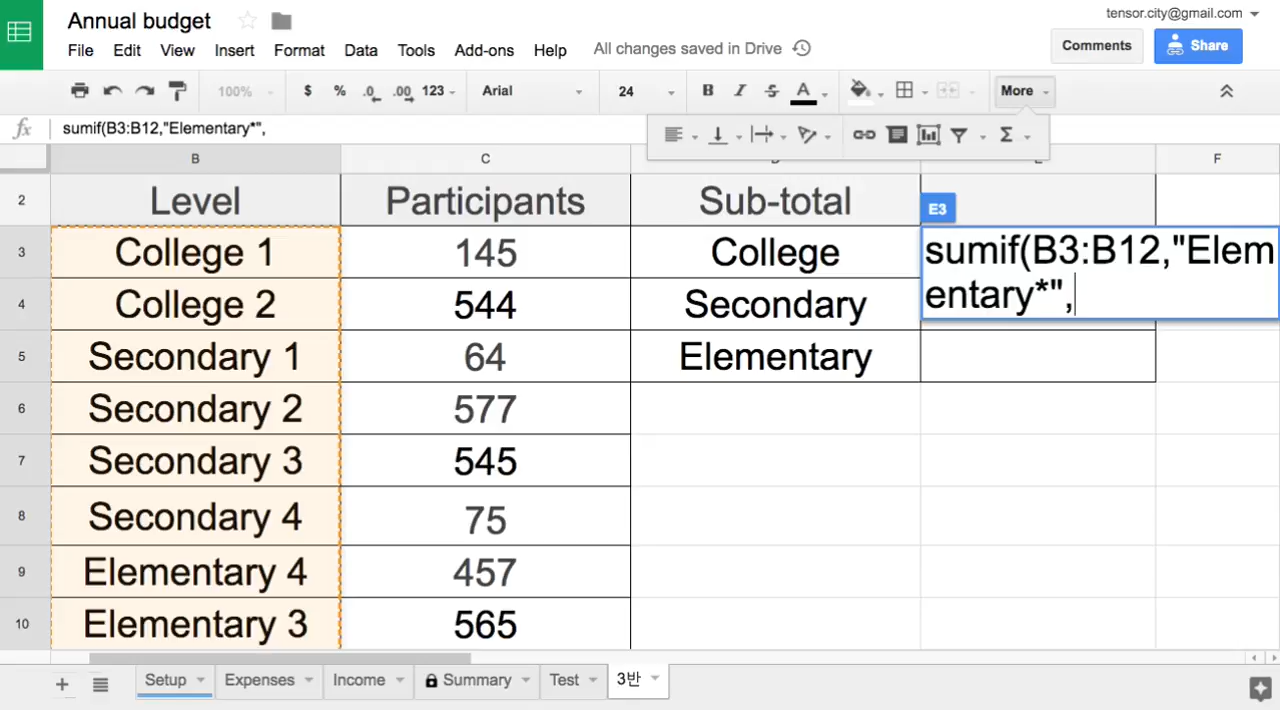 Annual budget
tensor.city@gmail.com
File Edit View Insert Format Data Tools Add-ons Help All changes saved in Drive
Comments Share
100% $ % .0 .00 123 Arial 24 B I S A More
fx sumif(B3:B12,"Elementary*",
B C E F
2 Level Participants Sub-total E3
3 College 1 145 College sumif(B3:B12,"Elem
entary*",
4 College 2 544 Secondary
5 Secondary 1 64 Elementary
6 Secondary 2 577
7 Secondary 3 545
8 Secondary 4 75
9 Elementary 4 457
10 Elementary 3 565
Setup Expenses Income Summary Test 3반